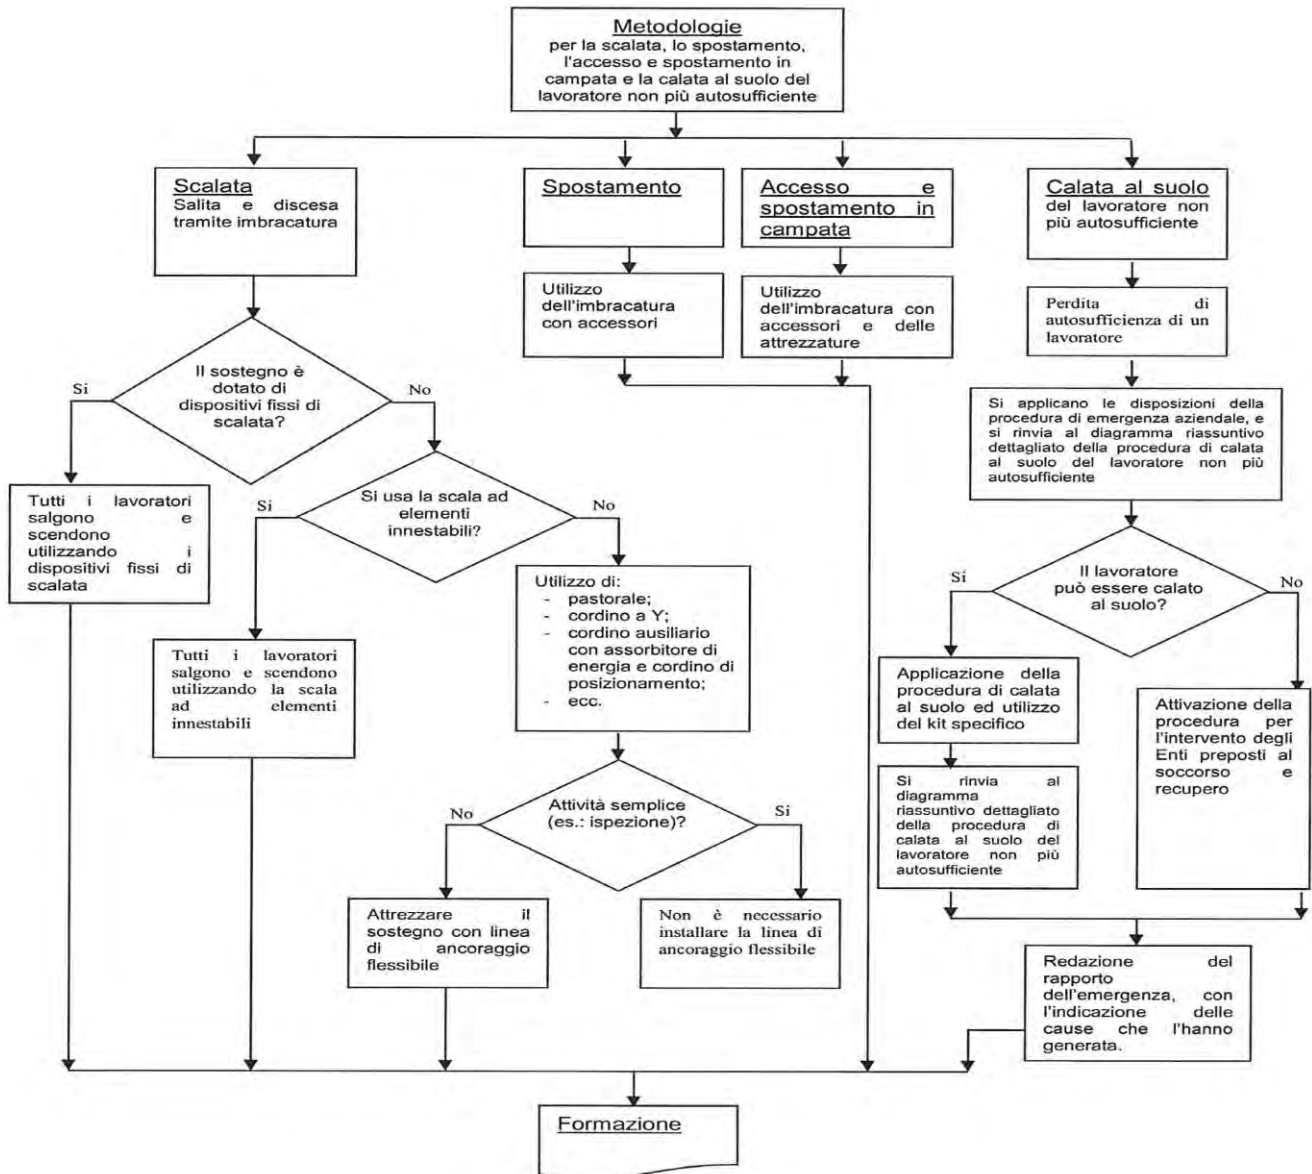 Metodologie
per la scalata, lo spostamento,
l'accesso e spostamento in
campata e la calata al suolo del
lavoratore non più autosufficiente
Scalata
Salita e discesa
tramite imbracatura
Spostamento
Accesso e
spostamento in
campata
Calata al suolo
del lavoratore non
più autosufficiente
Utilizzo
dell'imbracatura
con accessori
Utilizzo
dell'imbracatura con
accessori e delle
attrezzature
Perdita di
autosufficienza di un
lavoratore
Il sostegno è
dotato di
dispositivi fissi di
scalata?
Si
No
Si applicano le disposizioni della
procedura di emergenza aziendale, e
si rinvia al diagramma riassuntivo
dettagliato della procedura di calata
al suolo del lavoratore non più
autosufficiente
Tutti i lavoratori
salgono e
scendono
utilizzando i
dispositivi fissi di
scalata
Si usa la scala ad
elementi
innestabili?
Si
No
Il lavoratore
può essere calato
al suolo?
Si
No
Utilizzo di:
- pastorale;
- cordino a Y;
- cordino ausiliario
con assorbitore di
energia e cordino di
posizionamento;
- ecc.
Tutti i lavoratori
salgono e scendono
utilizzando la scala
ad elementi
innestabili
Applicazione della
procedura di calata
al suolo ed utilizzo
del kit specifico
Attivazione della
procedura per
l'intervento degli
Enti preposti al
soccorso e
recupero
Si rinvia al
diagramma
riassuntivo dettagliato
della procedura di
calata al suolo del
lavoratore non più
autosufficiente
Attività semplice
(es.: ispezione)?
No
Si
Attrezzare il
sostegno con linea
di ancoraggio
flessibile
Non è necessario
installare la linea di
ancoraggio flessibile
Redazione del
rapporto
dell'emergenza, con
l'indicazione delle
cause che l'hanno
generata.
Formazione